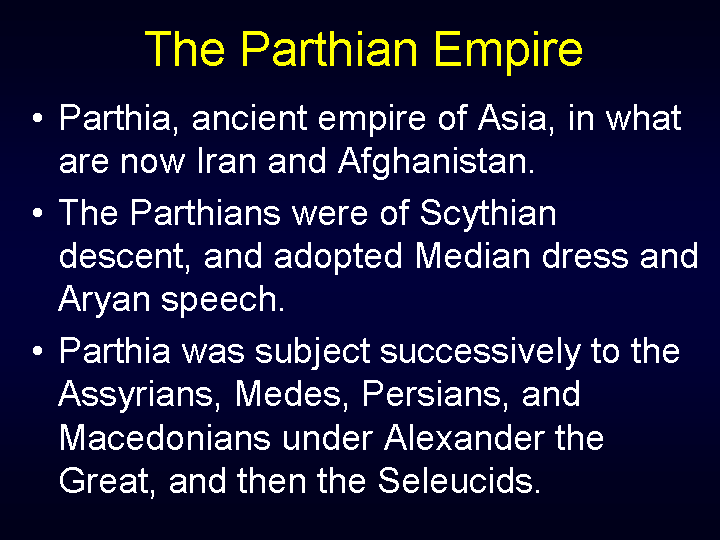 The Parthian Empire
• Parthia, ancient empire of Asia, in what
are now Iran and Afghanistan.
• The Parthians were of Scythian
descent, and adopted Median dress and
Aryan speech.
• Parthia was subject successively to the
Assyrians, Medes, Persians, and
Macedonians under Alexander the
Great, and then the Seleucids.